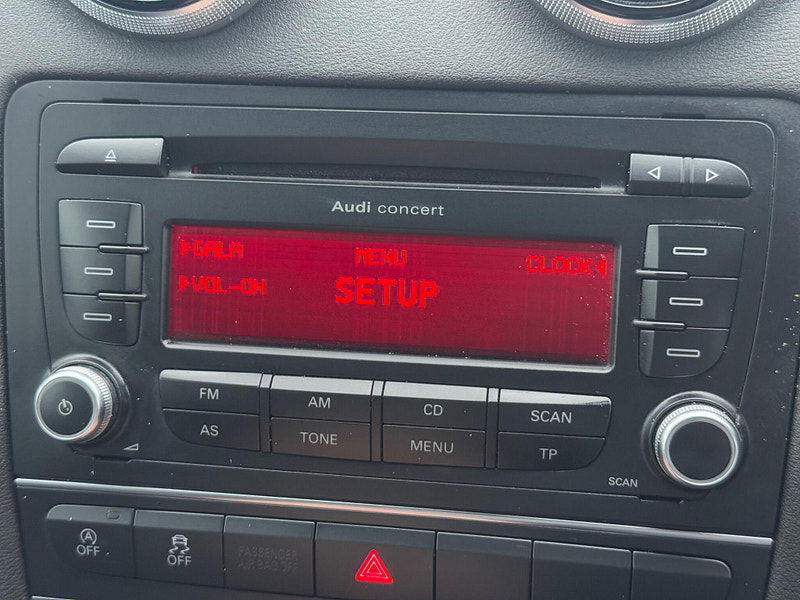 Audi concert
GALA
MENU
CLOCK
VOL-ON
SETUP
FM
AM
CD
SCAN
AS
TONE
MENU
TP
SCAN
A
OFF
OFF
PASSENGER
AIR BAG OFF